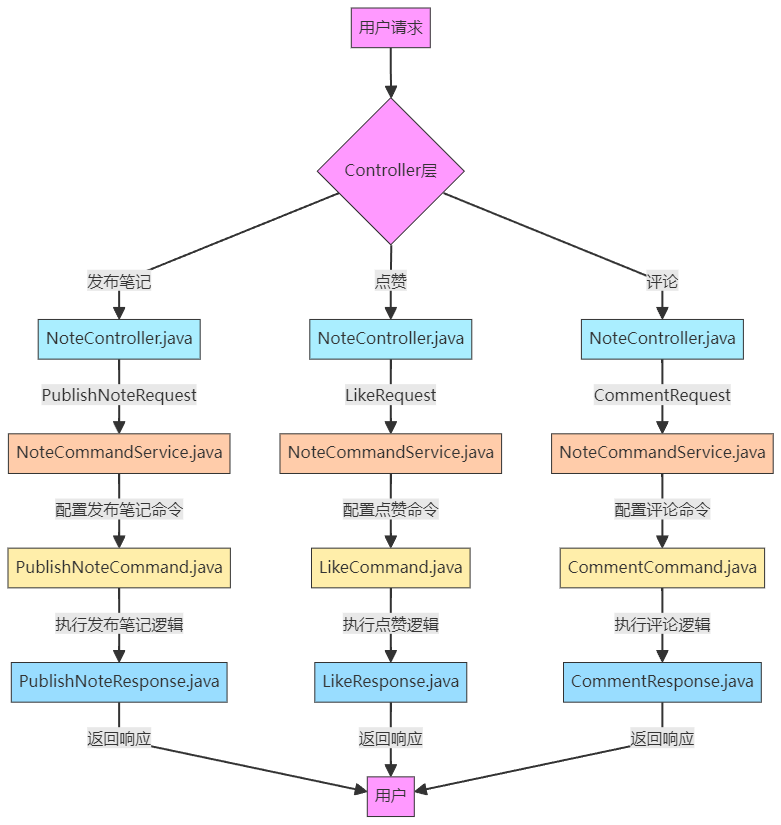 用户请求
Controller层
发布笔记
点赞
评论
NoteController.java
NoteController.java
NoteController.java
PublishNoteRequest
LikeRequest
CommentRequest
NoteCommandService.java
NoteCommandService.java
NoteCommandService.java
配置发布笔记命令
配置点赞命令
配置评论命令
PublishNoteCommand.java
LikeCommand.java
CommentCommand.java
执行发布笔记逻辑
执行点赞逻辑
执行评论逻辑
PublishNoteResponse.java
LikeResponse.java
CommentResponse.java
返回响应
返回响应
返回响应
用户